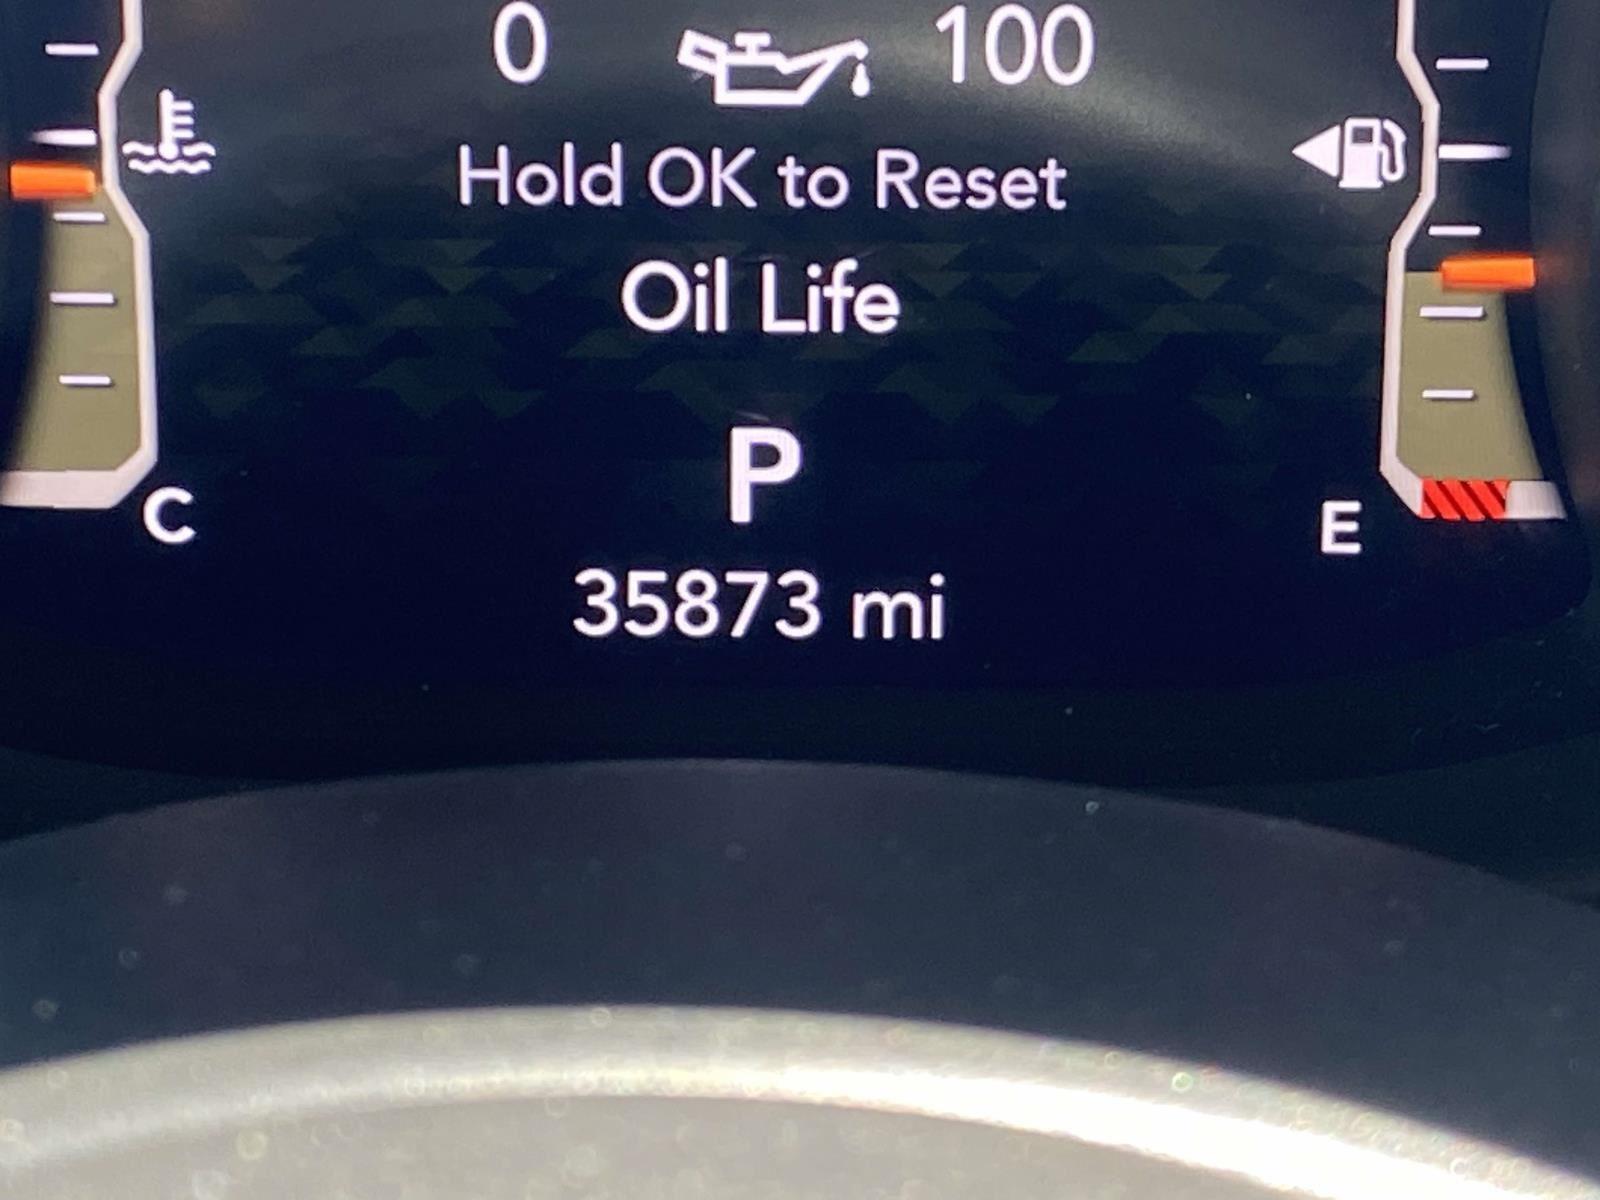 0 100
Hold OK to Reset
Oil Life
P
C
E
35873 mi